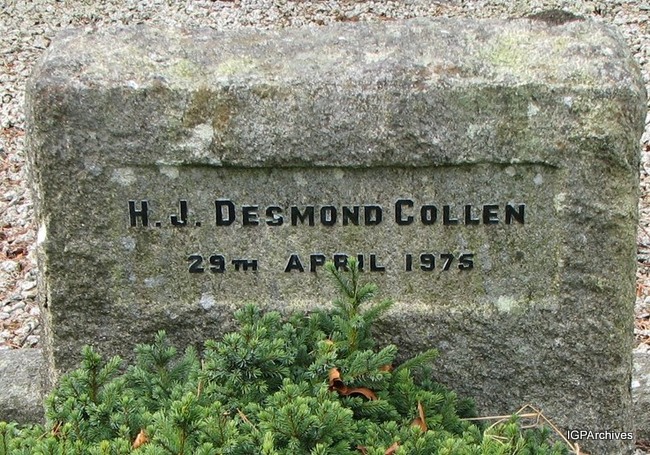 H. J. DESMOND COLLEN
29TH APRIL 1975
IGPArchives